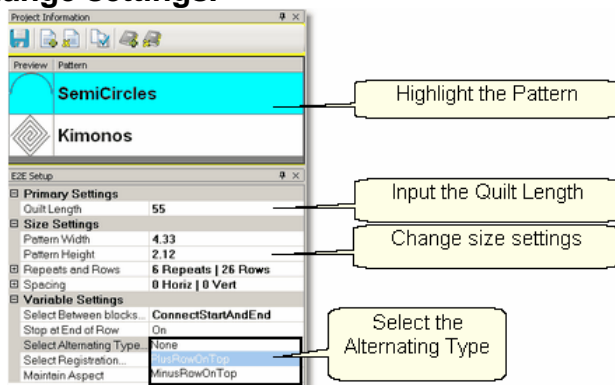 ange settings.
Project Information
Preview Pattern
SemiCircles
Kimonos
Highlight the Pattern
E2E Setup
Primary Settings
Quilt Length 55
Input the Quilt Length
Size Settings
Pattern Width 4.33
Pattern Height 2.12
Change size settings
Repeats and Rows 6 Repeats | 26 Rows
Spacing 0 Horiz | 0 Vert
Variable Settings
Select Between blocks... ConnectStartAndEnd
Stop at End of Row On
Select Alternating Type... None
Select Registration... PlusRowOnTop
Maintain Aspect MinusRowOnTop
Select the
Alternating Type